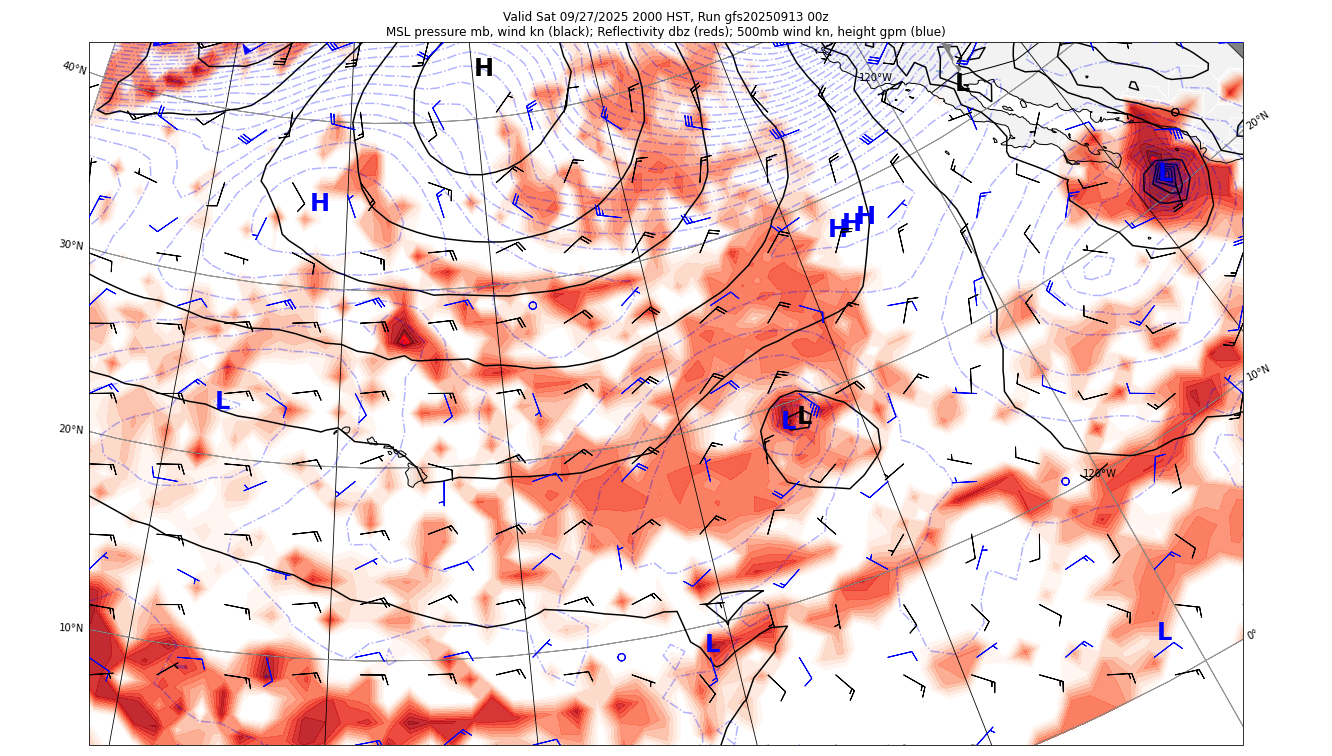 Valid Sat 09/27/2025 2000 HST, Run gfs20250913 00z
MSL pressure mb, wind kn (black); Reflectivity dbz (reds); 500mb wind kn, height gpm (blue)
40°N
H
120°W
L
20°N
L
H
H
H
H
30°N
10°N
L
L
L
20°N
120°W
10°N
L
L
0°